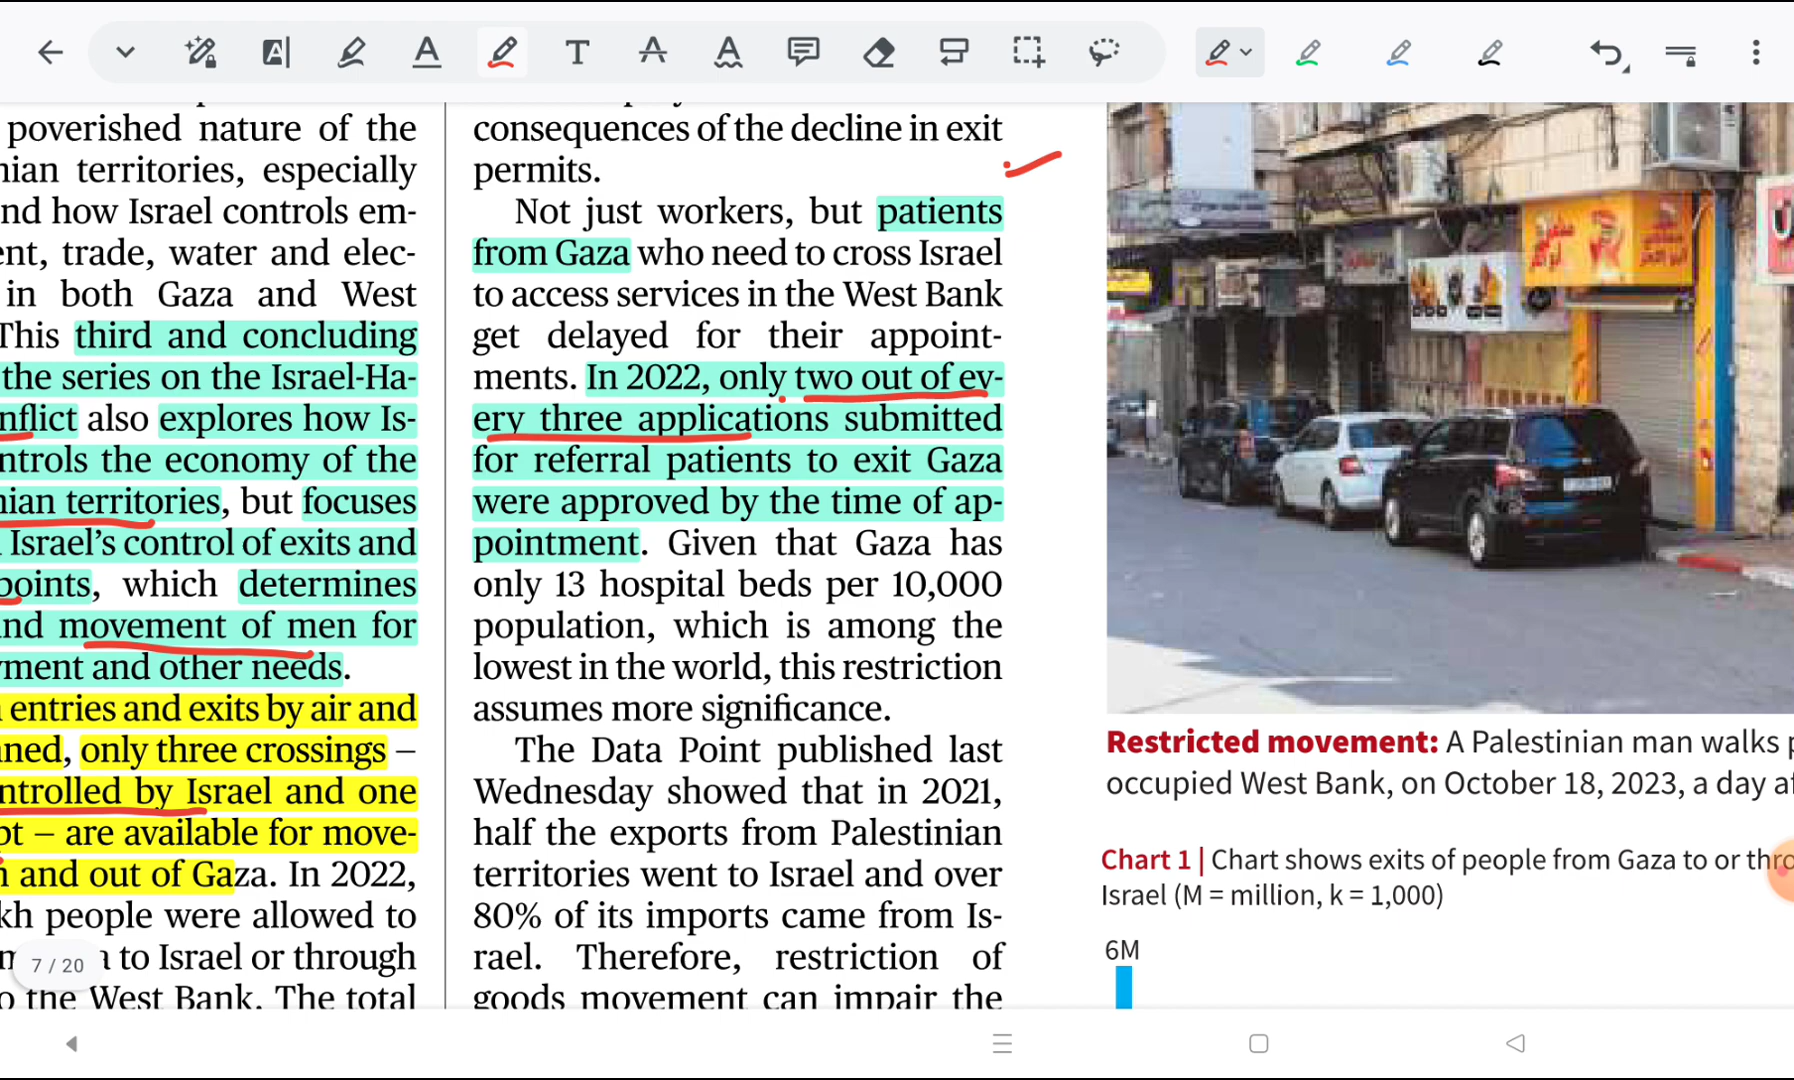 poverished nature of the
nian territories, especially
nd how Israel controls em-
ent, trade, water and elec-
in both Gaza and West
This third and concluding
the series on the Israel-Ha-
nflict also explores how Is-
ntrols the economy of the
nian territories, but focuses
Israel's control of exits and
points, which determines
nd movement of men for
yment and other needs.
entries and exits by air and
nned, only three crossings —
ntrolled by Israel and one
pt — are available for move-
n and out of Gaza. In 2022,
kh people were allowed to
a to Israel or through
o the West Bank. The total
7 / 20
consequences of the decline in exit
permits.
Not just workers, but patients
from Gaza who need to cross Israel
to access services in the West Bank
get delayed for their appoint-
ments. In 2022, only two out of ev-
ery three applications submitted
for referral patients to exit Gaza
were approved by the time of ap-
pointment. Given that Gaza has
only 13 hospital beds per 10,000
population, which is among the
lowest in the world, this restriction
assumes more significance.
The Data Point published last
Wednesday showed that in 2021,
half the exports from Palestinian
territories went to Israel and over
80% of its imports came from Is-
rael. Therefore, restriction of
goods movement can impair the
Restricted movement: A Palestinian man walks p
occupied West Bank, on October 18, 2023, a day af
Chart 1 | Chart shows exits of people from Gaza to or thro
Israel (M = million, k = 1,000)
6M